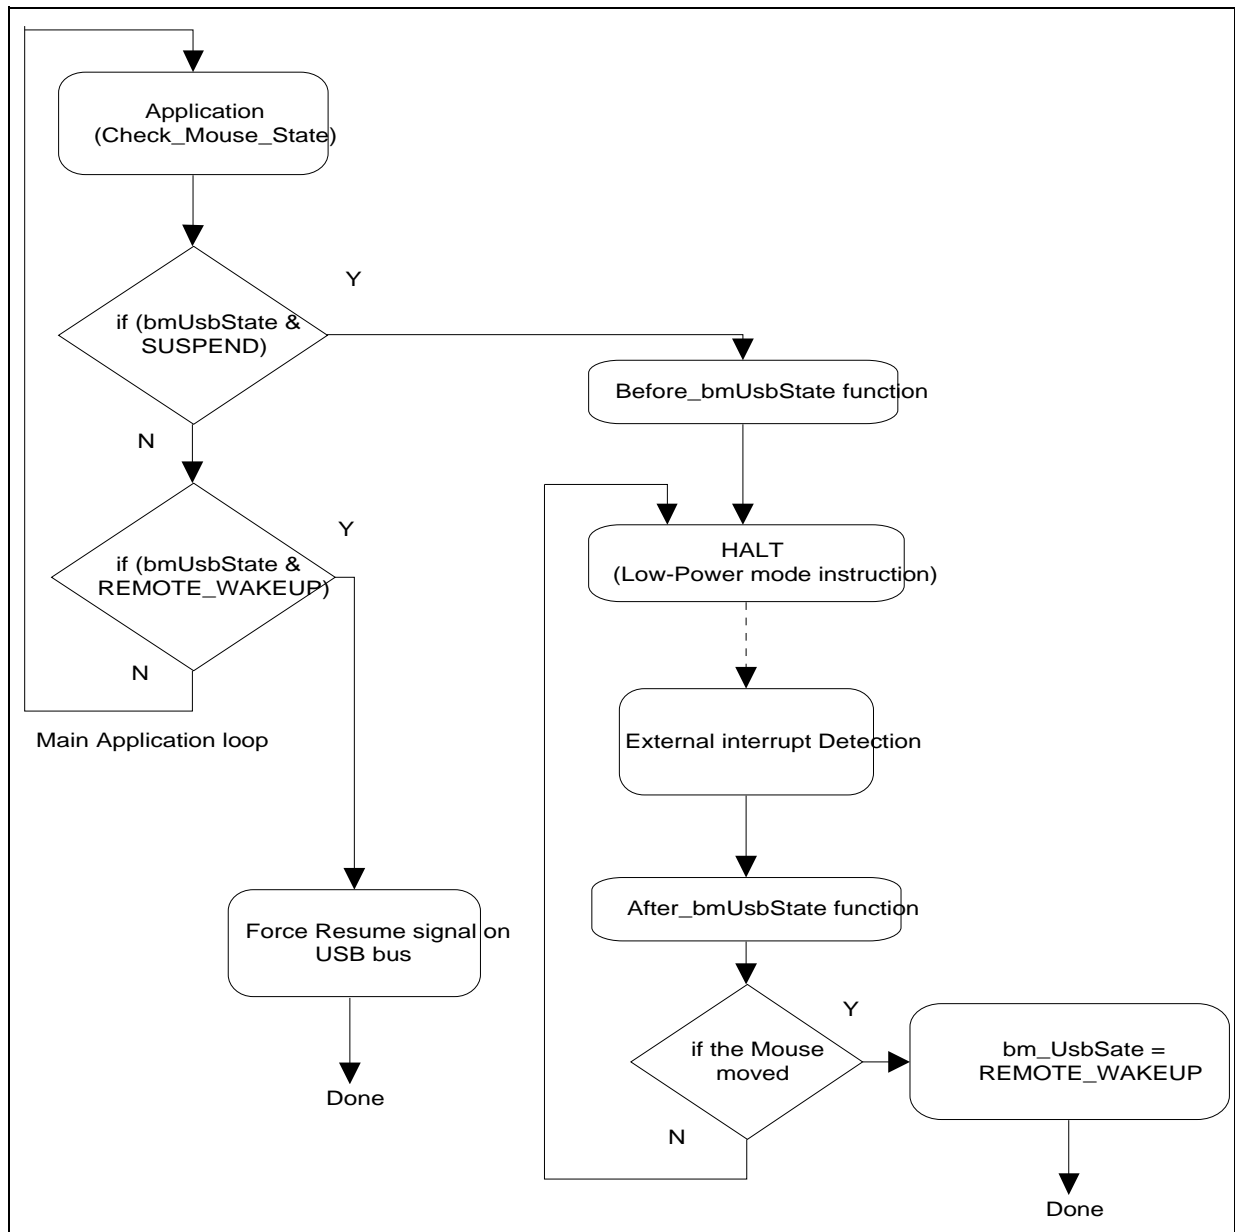 Application
(Check_Mouse_State)
Y
if (bmUsbState &
SUSPEND)
Before_bmUsbState function
N
Y
if (bmUsbState &
REMOTE_WAKEUP)
HALT
(Low-Power mode instruction)
N
Main Application loop
External interrupt Detection
After_bmUsbState function
Force Resume signal on
USB bus
Y
if the Mouse
moved
bm_UsbSate =
REMOTE_WAKEUP
Done
N
Done